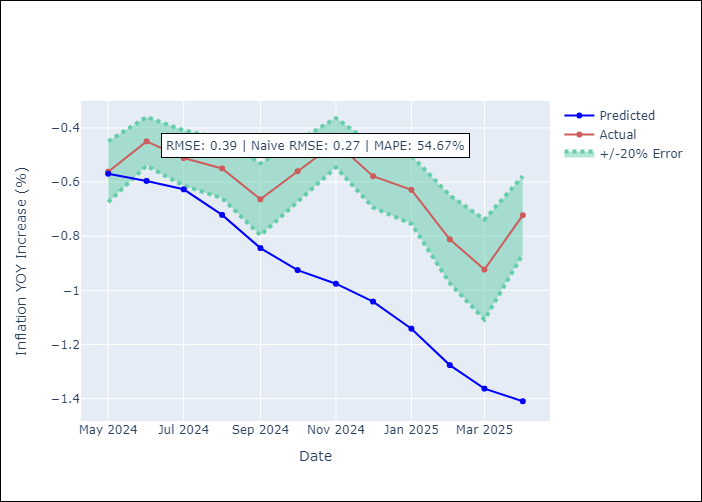 RMSE: 0.39 | Naive RMSE: 0.27 | MAPE: 54.67%
Predicted
Actual
+/-20% Error
Inflation YOY Increase (%)
−0.4
−0.6
−0.8
−1
−1.2
−1.4
May 2024
Jul 2024
Sep 2024
Nov 2024
Jan 2025
Mar 2025
Date